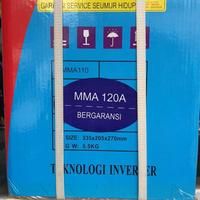 GARANSI SERVICE SEUMUR HIDUP
MMA110
MMA 120A
BERGARANSI
SIZE: 335x205x270mm
G.W: 5.5KG
TEKNOLOGI INVERTER